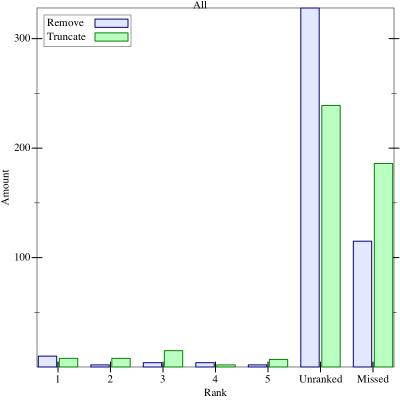 All
Remove
Truncate
300
200
100
Amount
1 2 3 4 5 Unranked Missed
Rank